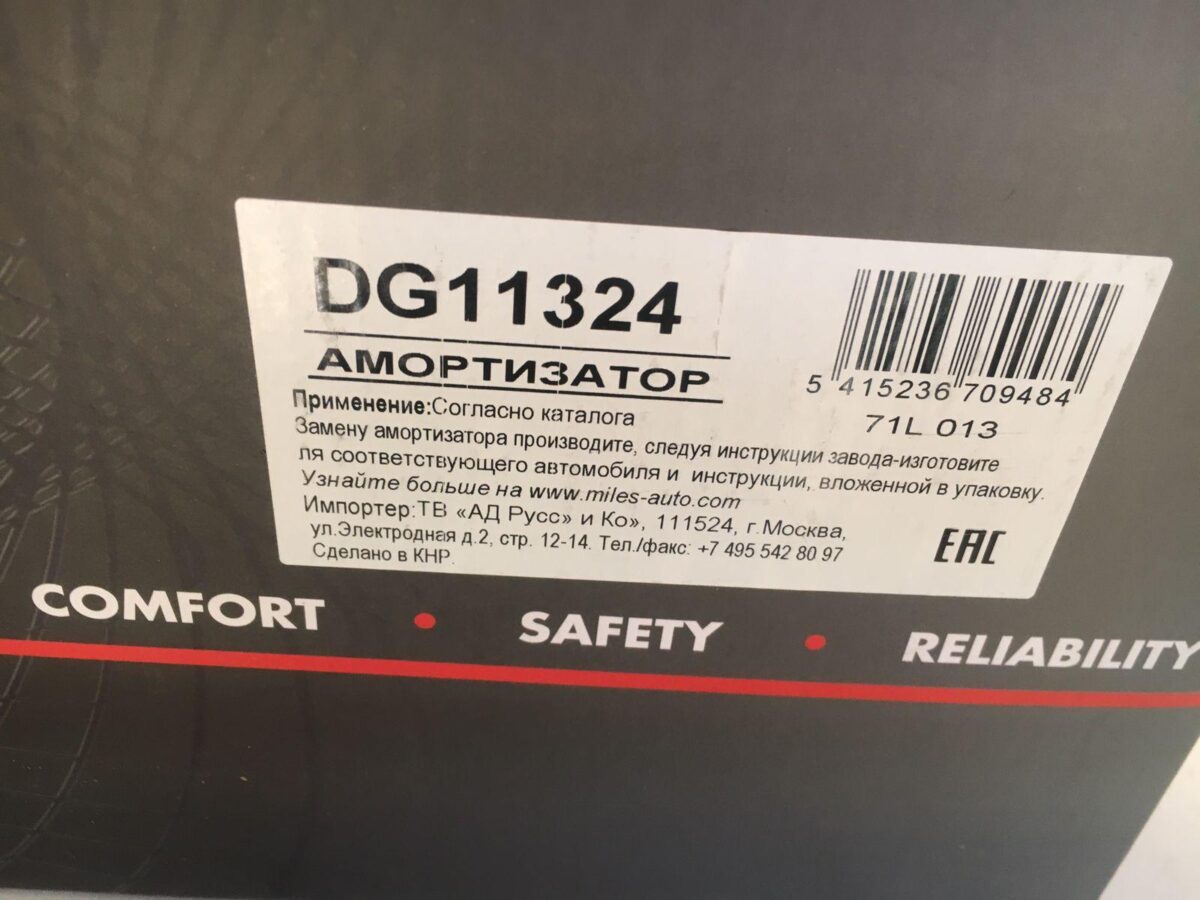 DG11324
АМОРТИЗАТОР
5 415236 709484
71L 013
Применение:Согласно каталога
Замену амортизатора производите, следуя инструкции завода-изготовите
ля соответствующего автомобиля и инструкции, вложенной в упаковку.
Узнайте больше на www.miles-auto.com
Импортер:ТВ «АД Русс» и Ко», 111524, г.Москва,
ул.Электродная д.2, стр. 12-14. Тел./факс: +7 495 542 80 97
Сделано в КНР.
EAC
COMFORT • SAFETY • RELIABILITY